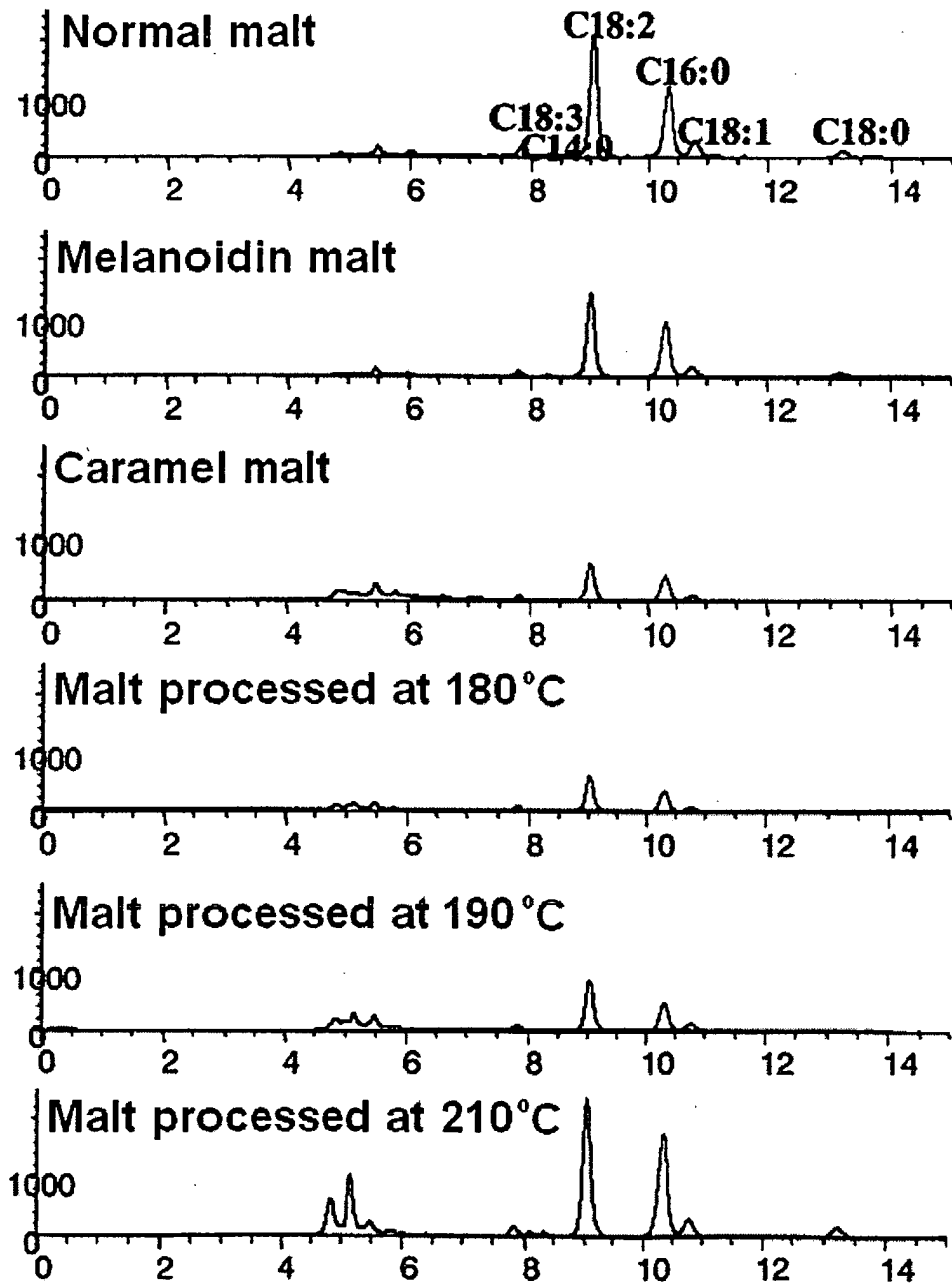 Normal malt
C18:2
C16:0
1000
C18:3
C14:0
C18:1
C18:0
0
0 2 4 6 8 10 12 14
Melanoidin malt
1000
0
0 2 4 6 8 10 12 14
Caramel malt
1000
0
0 2 4 6 8 10 12 14
Malt processed at 180°C
1000
0
0 2 4 6 8 10 12 14
Malt processed at 190°C
1000
0
0 2 4 6 8 10 12 14
Malt processed at 210°C
1000
0
0 2 4 6 8 10 12 14